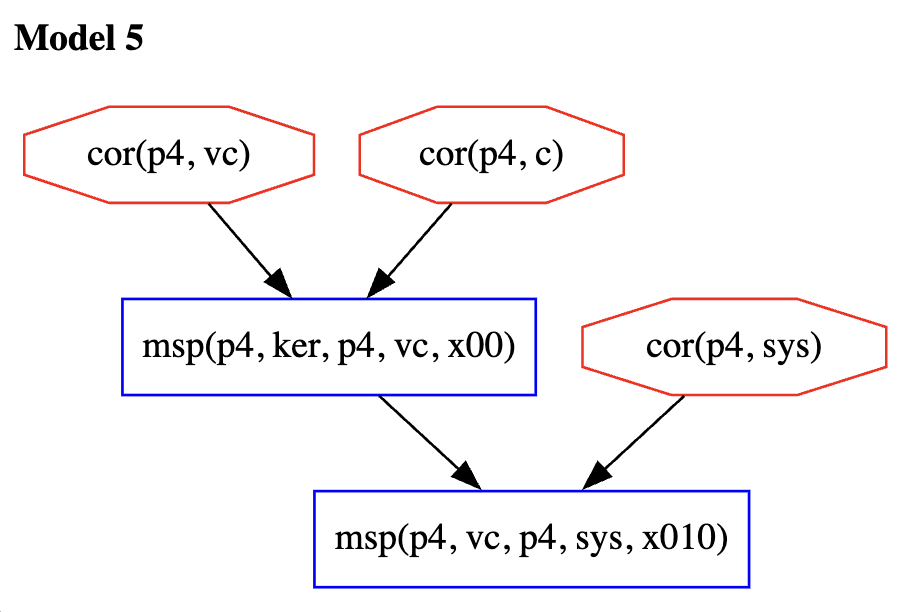 Model 5
cor(p4, vc)
cor(p4, c)
msp(p4, ker, p4, vc, x00)
cor(p4, sys)
msp(p4, vc, p4, sys, x010)